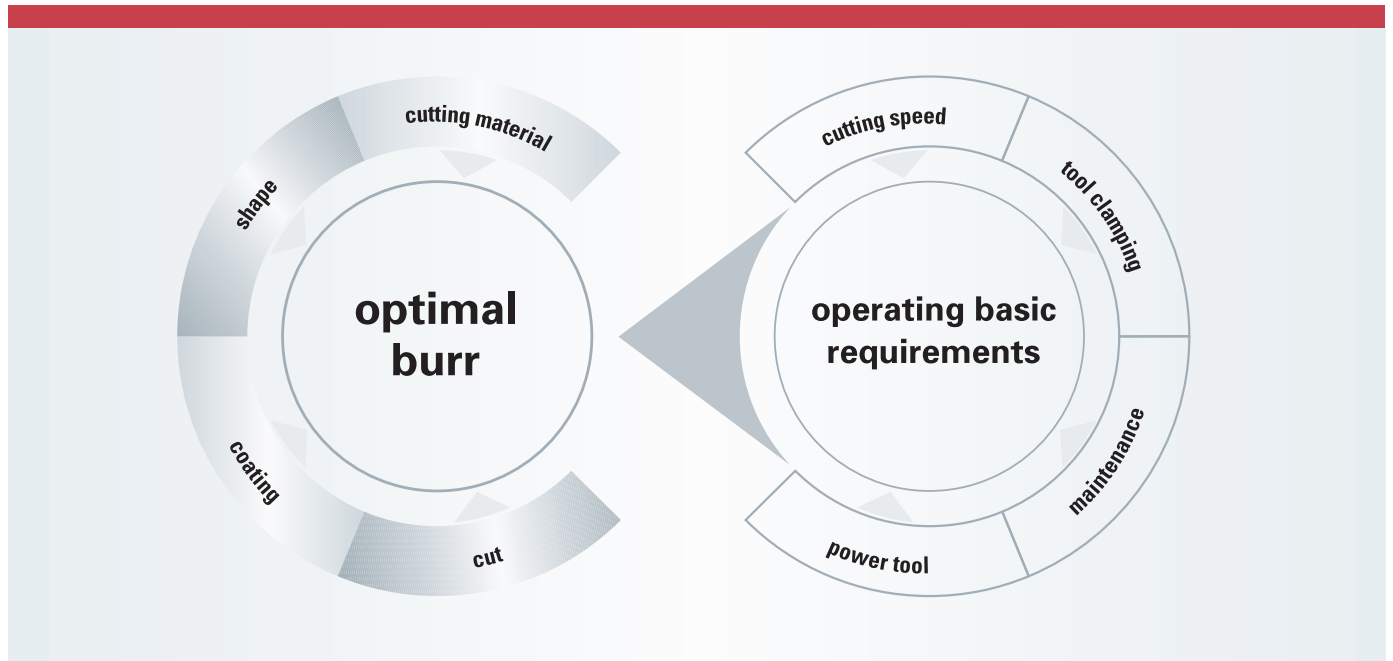 cutting material
shape
optimal
burr
coating
cut
cutting speed
tool clamping
operating basic
requirements
maintenance
power tool